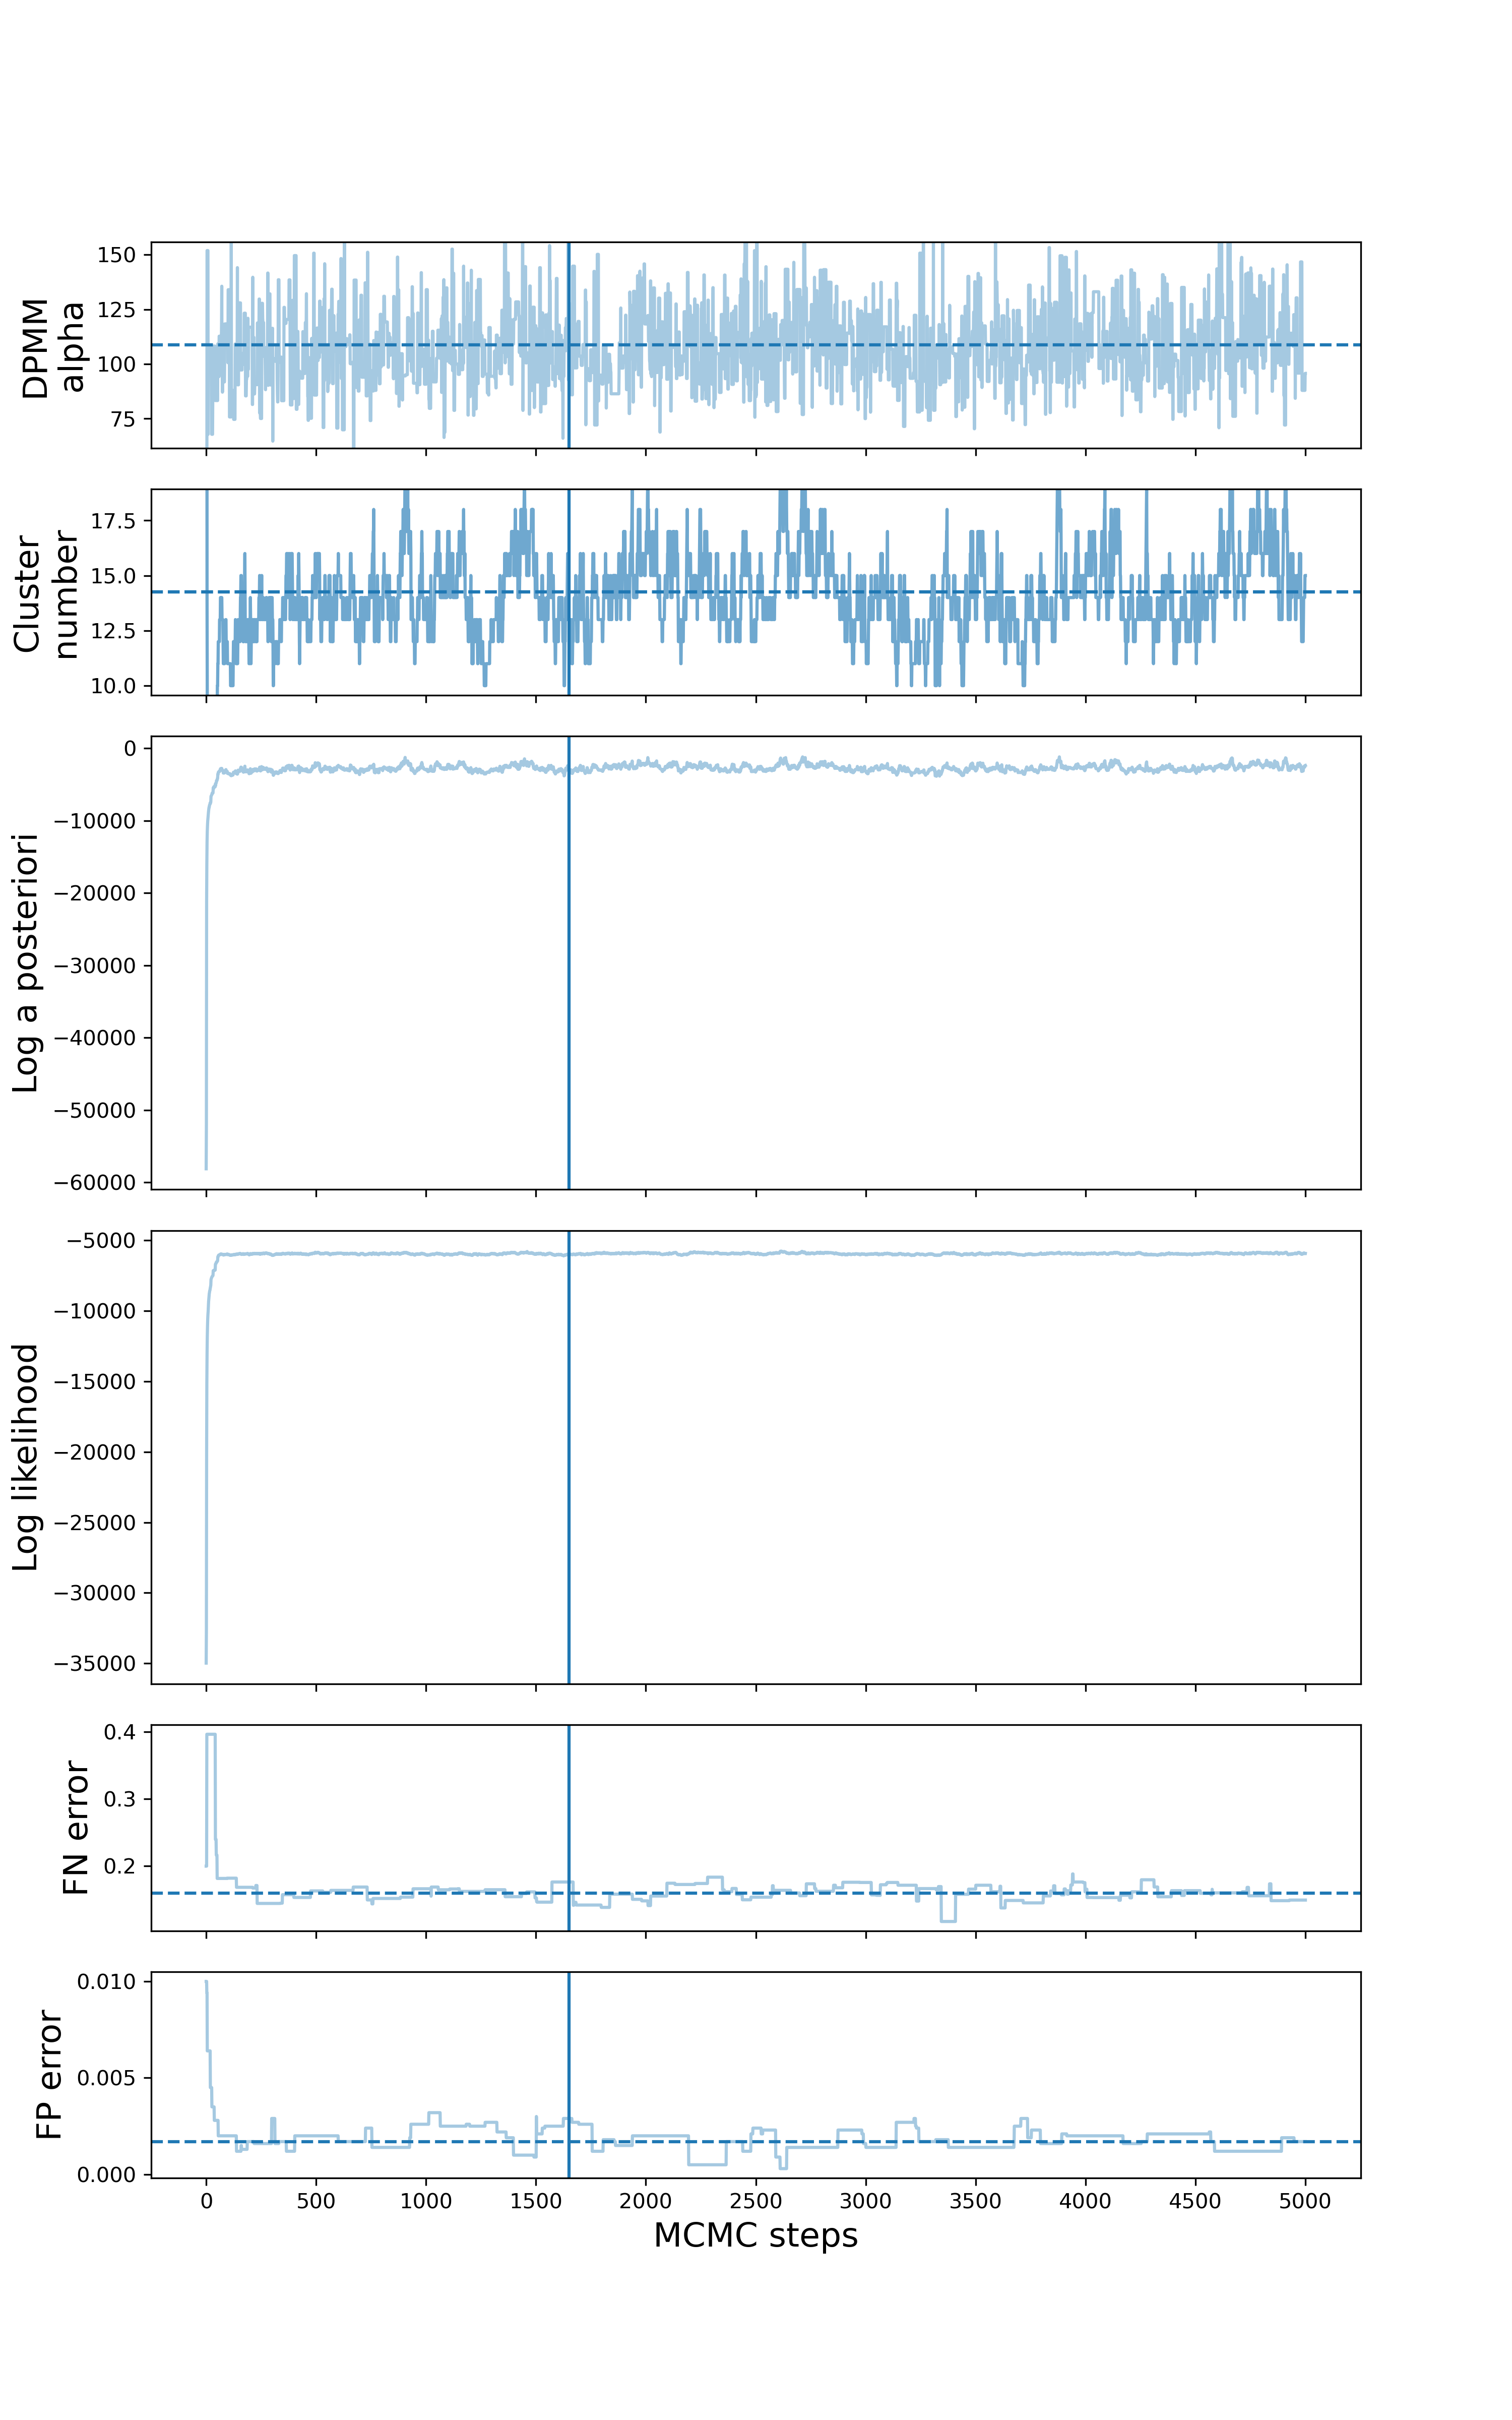 DPMM
alpha
150
125
100
75
Cluster
number
17.5
15.0
12.5
10.0
Log a posteriori
0
−10000
−20000
−30000
−40000
−50000
−60000
Log likelihood
−5000
−10000
−15000
−20000
−25000
−30000
−35000
FN error
0.4
0.3
0.2
FP error
0.010
0.005
0.000
0 500 1000 1500 2000 2500 3000 3500 4000 4500 5000
MCMC steps